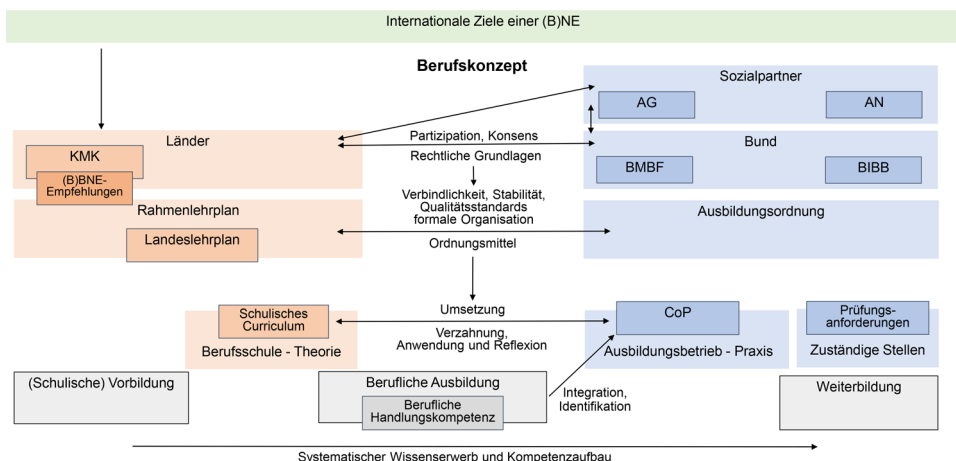 Internationale Ziele einer (B)NE
Berufskonzept
Sozialpartner
AG
AN
Länder
KMK
(B)BNE-
Empfehlungen
Partizipation, Konsens
Rechtliche Grundlagen
Bund
BMBF
BIBB
Verbindlichkeit, Stabilität,
Qualitätsstandards
formale Organisation
Rahmenlehrplan
Landeslehrplan
Ordnungsmittel
Ausbildungsordnung
Umsetzung
Schulisches
Curriculum
Berufsschule - Theorie
Verzahnung,
Anwendung und Reflexion
CoP
Ausbildungsbetrieb - Praxis
Prüfungs-
anforderungen
Zuständige Stellen
(Schulische) Vorbildung
Berufliche Ausbildung
Berufliche
Handlungskompetenz
Integration,
Identifikation
Weiterbildung
Systematischer Wissenserwerb und Kompetenzaufbau